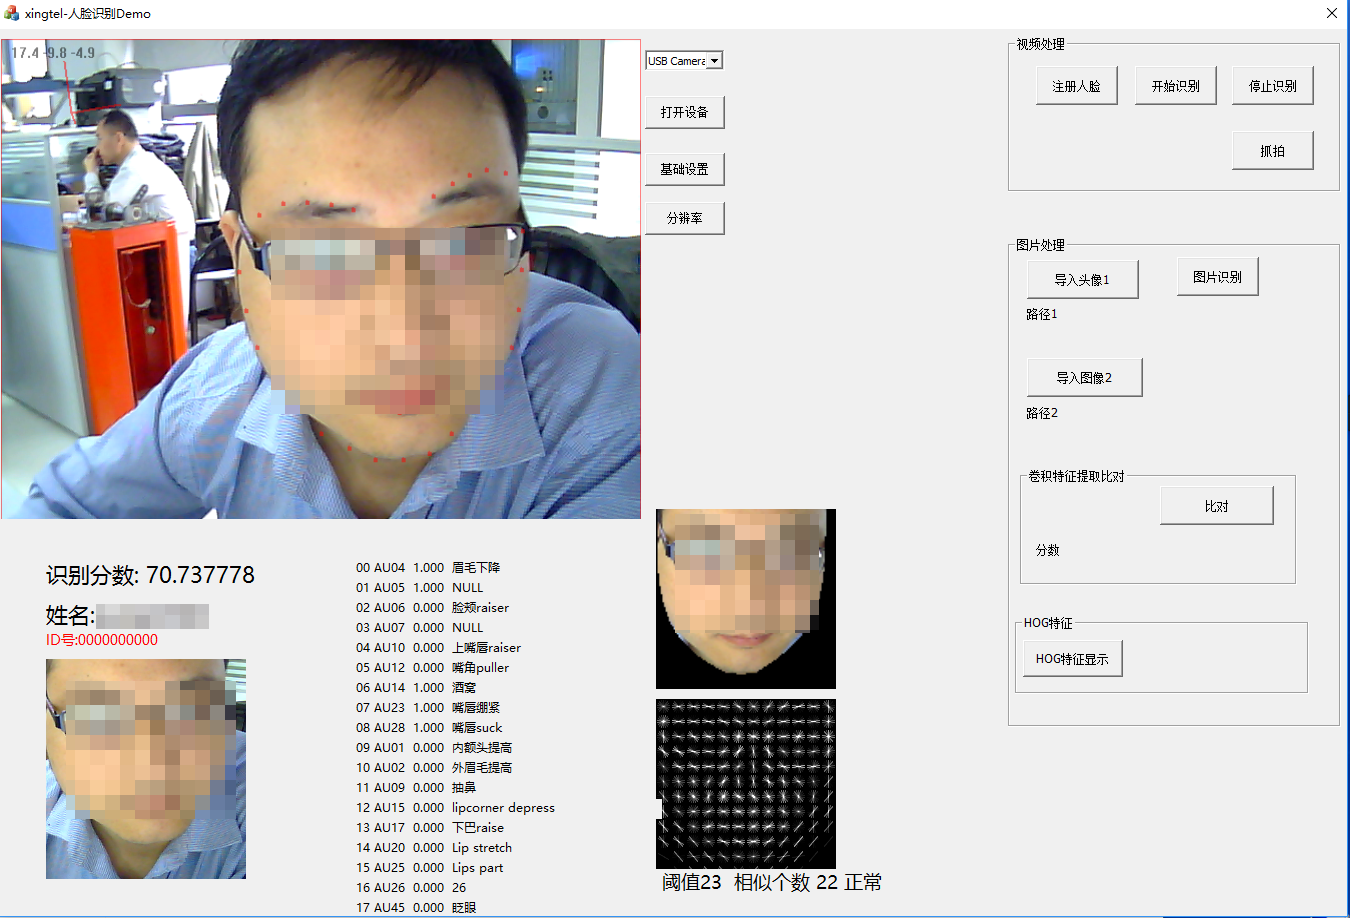 xingtel-人脸识别Demo
17.4 -9.8 -4.9
USB Camera
打开设备
基础设置
分辨率
视频处理
注册人脸
开始识别
停止识别
抓拍
图片处理
导入头像1
图片识别
路径1
导入图像2
路径2
卷积特征提取比对
比对
分数
HOG特征
HOG特征显示
识别分数: 70.737778
姓名:
ID号:0000000000
00 AU04 1.000 眉毛下降
01 AU05 1.000 NULL
02 AU06 0.000 脸颊raiser
03 AU07 0.000 NULL
04 AU10 0.000 上嘴唇raiser
05 AU12 0.000 嘴角puller
06 AU14 1.000 酒窝
07 AU23 1.000 嘴唇绷紧
08 AU28 1.000 嘴唇suck
09 AU01 0.000 内额头提高
10 AU02 0.000 外眉毛提高
11 AU09 0.000 抽鼻
12 AU15 0.000 lipcorner depress
13 AU17 0.000 下巴raise
14 AU20 0.000 Lip stretch
15 AU25 0.000 Lips part
16 AU26 0.000 26
17 AU45 0.000 眨眼
阈值23 相似个数 22 正常